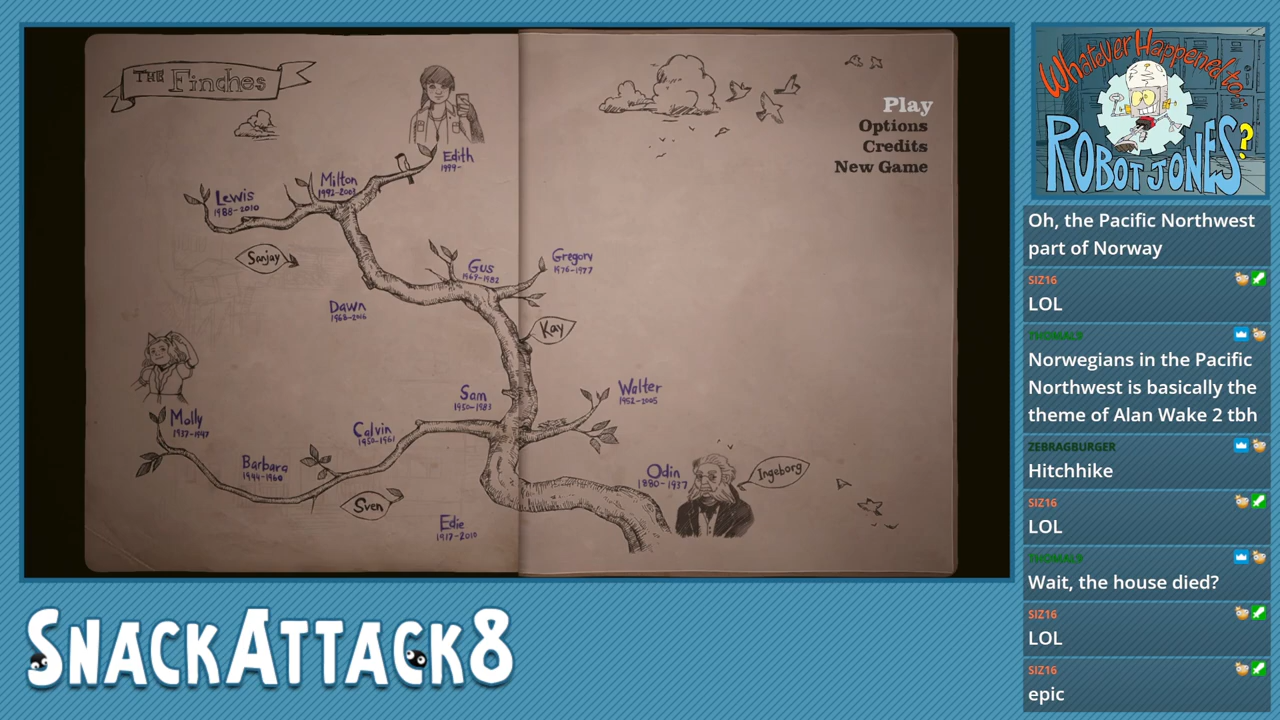 THE Finches
Edith
1999-
Milton
1992-2003
Lewis
1988-2010
Sanjay
Gus
1969-1982
Gregory
1976-1977
Dawn
1968-2016
Kay
Sam
1950-1983
Walter
1952-2005
Calvin
1950-1961
Molly
1937-1947
Barbara
1944-1960
Sven
Edie
1917-2010
Odin
1880-1937
Ingeborg
Play
Options
Credits
New Game
Whatever Happened to...
ROBOT JONES?
Oh, the Pacific Northwest
part of Norway
SIZ16
LOL
Norwegians in the Pacific
Northwest is basically the
theme of Alan Wake 2 tbh
ZEBRAGBURGER
Hitchhike
SIZ16
LOL
Wait, the house died?
SIZ16
LOL
SIZ16
epic
SNACKATTACK8